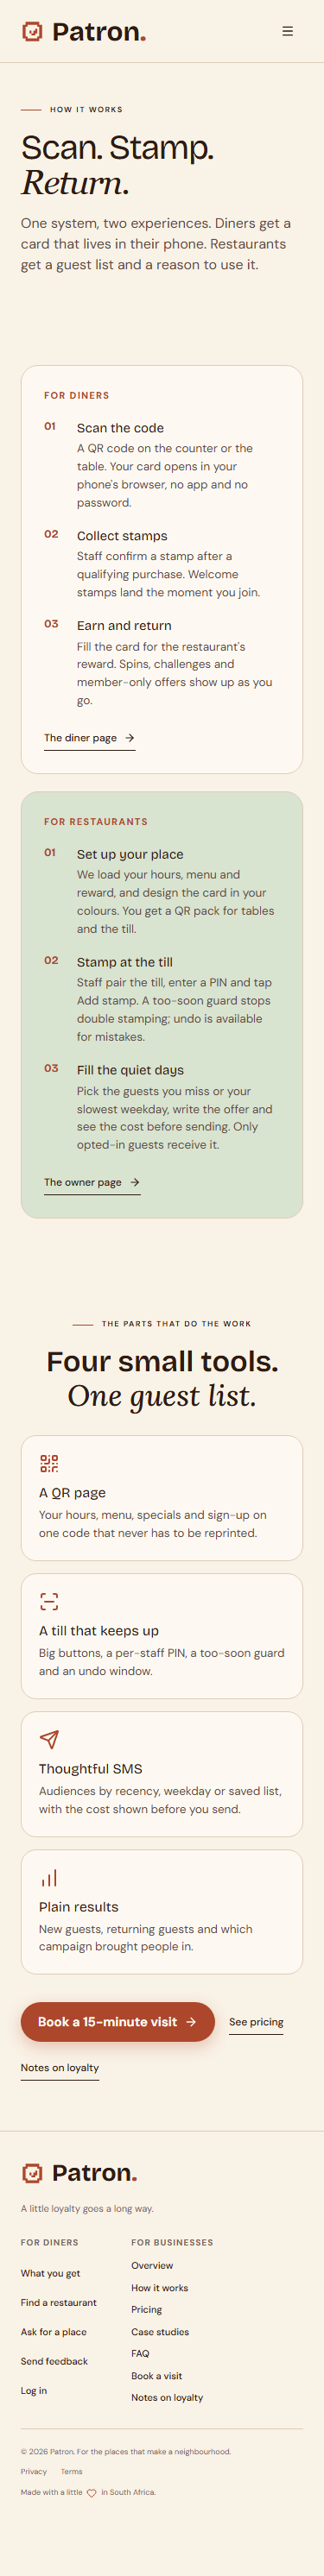 Patron.
HOW IT WORKS
Scan. Stamp.
Return.
One system, two experiences. Diners get a
card that lives in their phone. Restaurants
get a guest list and a reason to use it.
FOR DINERS
01 Scan the code
A QR code on the counter or the
table. Your card opens in your
phone's browser, no app and no
password.
02 Collect stamps
Staff confirm a stamp after a
qualifying purchase. Welcome
stamps land the moment you join.
03 Earn and return
Fill the card for the restaurant's
reward. Spins, challenges and
member-only offers show up as you
go.
The diner page →
FOR RESTAURANTS
01 Set up your place
We load your hours, menu and
reward, and design the card in your
colours. You get a QR pack for tables
and the till.
02 Stamp at the till
Staff pair the till, enter a PIN and tap
Add stamp. A too-soon guard stops
double stamping; undo is available
for mistakes.
03 Fill the quiet days
Pick the guests you miss or your
slowest weekday, write the offer and
see the cost before sending. Only
opted-in guests receive it.
The owner page →
THE PARTS THAT DO THE WORK
Four small tools.
One guest list.
A QR page
Your hours, menu, specials and sign-up on
one code that never has to be reprinted.
A till that keeps up
Big buttons, a per-staff PIN, a too-soon guard
and an undo window.
Thoughtful SMS
Audiences by recency, weekday or saved list,
with the cost shown before you send.
Plain results
New guests, returning guests and which
campaign brought people in.
Book a 15-minute visit → See pricing
Notes on loyalty
Patron.
A little loyalty goes a long way.
FOR DINERS
What you get
Find a restaurant
Ask for a place
Send feedback
Log in
FOR BUSINESSES
Overview
How it works
Pricing
Case studies
FAQ
Book a visit
Notes on loyalty
© 2026 Patron. For the places that make a neighbourhood.
Privacy Terms
Made with a little ♡ in South Africa.